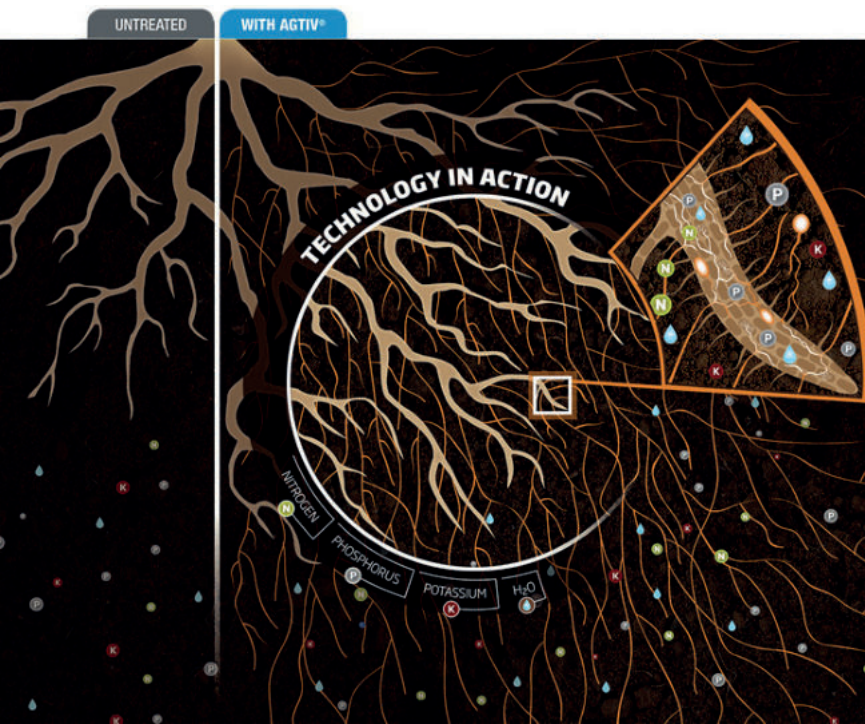 UNTREATED
WITH AGTIV®
TECHNOLOGY IN ACTION
P
P
N
K
N
P
N
P
P
K
N
K
P
NITROGEN
N
PHOSPHORUS
P
N
POTASSIUM
K
H₂O
P
N
N
K
K
P
N
K
P
N
K
P
P